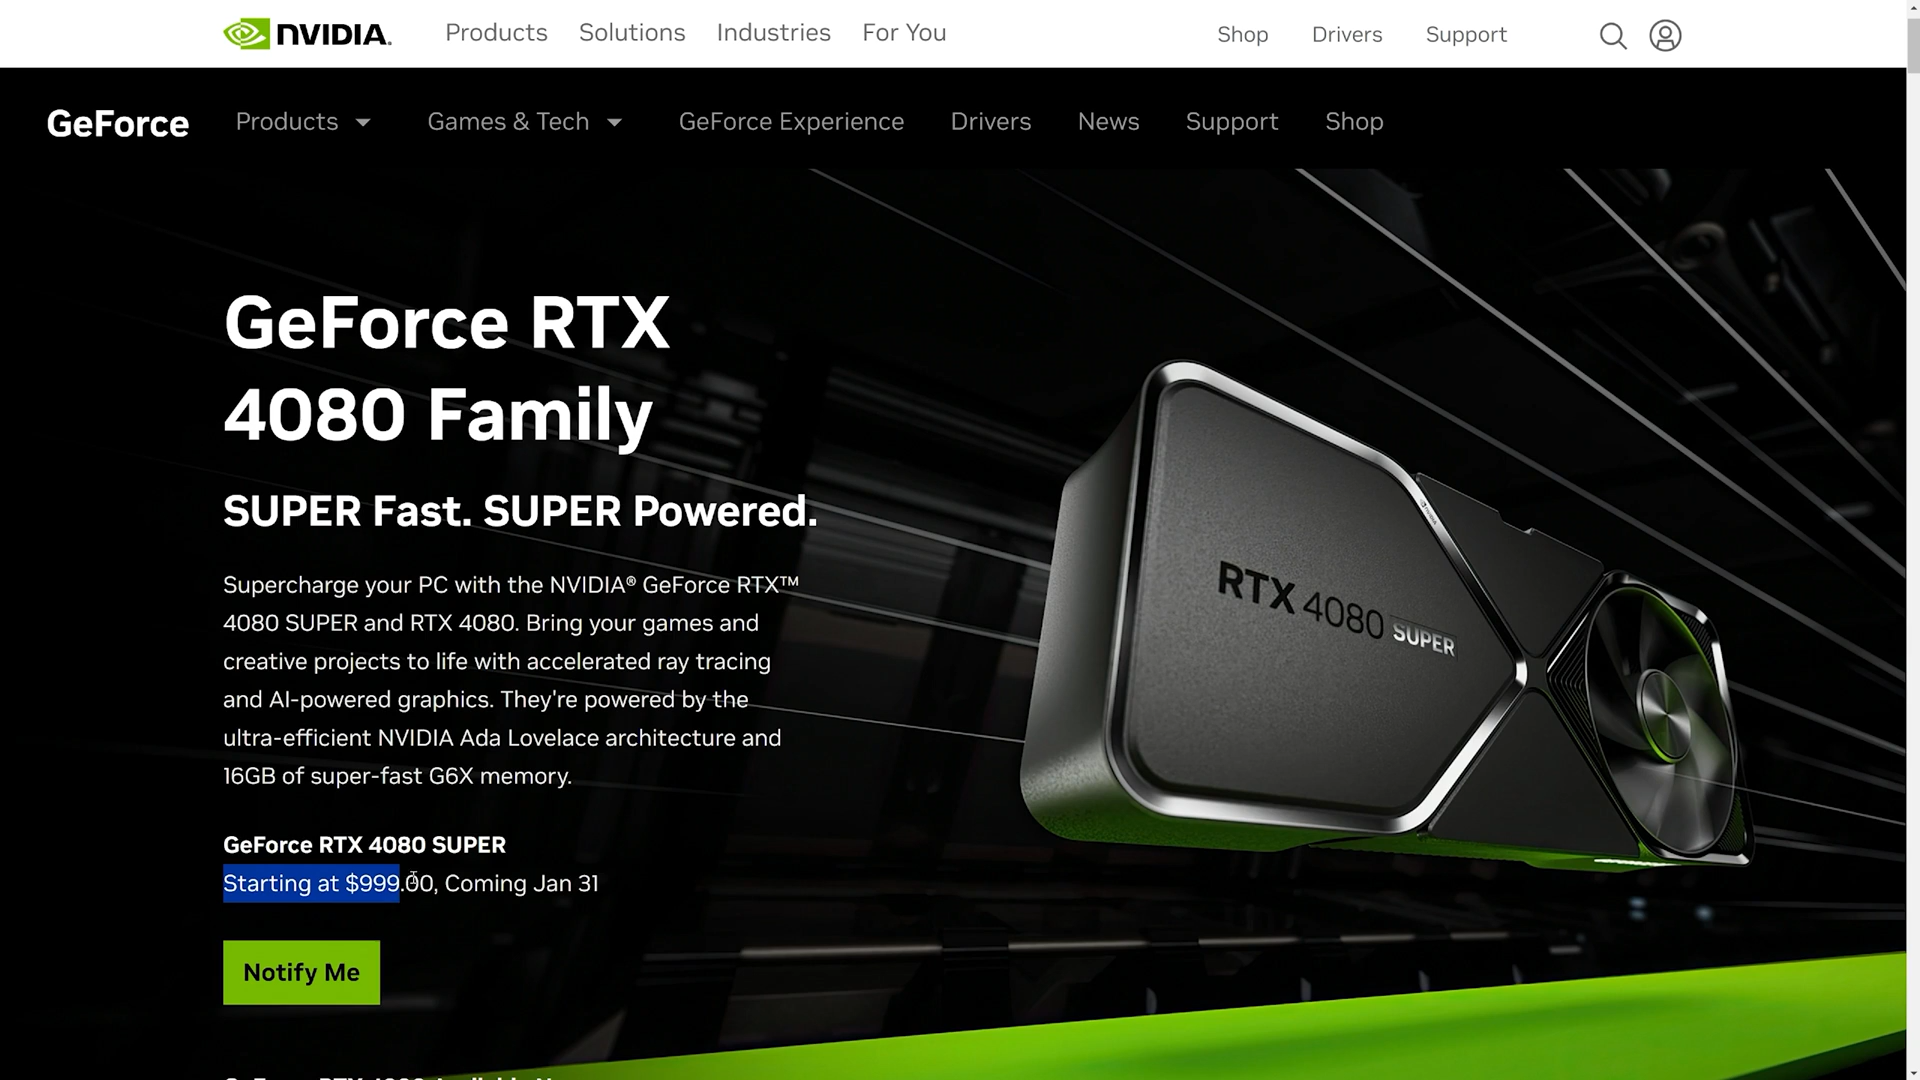 NVIDIA.
Products Solutions Industries For You Shop Drivers Support
GeForce Products Games & Tech GeForce Experience Drivers News Support Shop
GeForce RTX
4080 Family
SUPER Fast. SUPER Powered.
Supercharge your PC with the NVIDIA® GeForce RTX™
4080 SUPER and RTX 4080. Bring your games and
creative projects to life with accelerated ray tracing
and AI-powered graphics. They're powered by the
ultra-efficient NVIDIA Ada Lovelace architecture and
16GB of super-fast G6X memory.
GeForce RTX 4080 SUPER
Starting at $999.00, Coming Jan 31
Notify Me
RTX 4080 SUPER